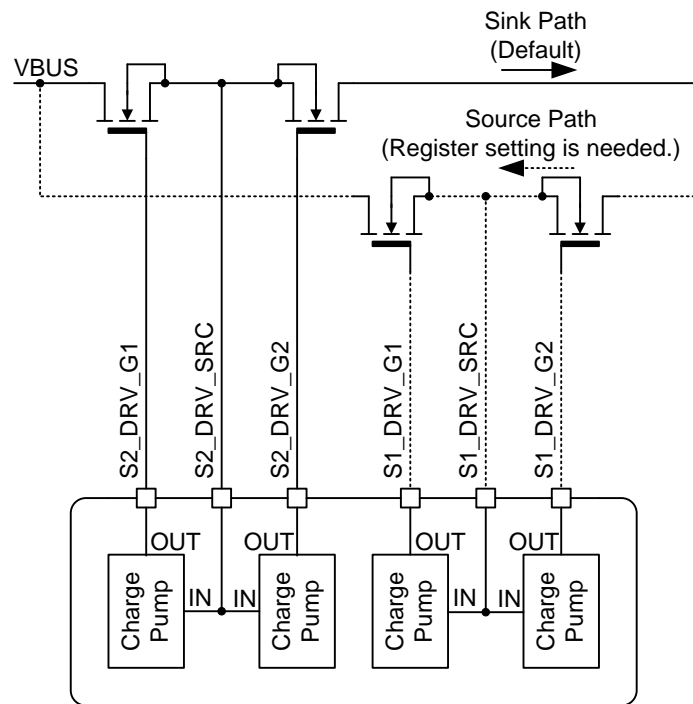 Sink Path
(Default)
VBUS
Source Path
(Register setting is needed.)
S2_DRV_G1
S2_DRV_SRC
S2_DRV_G2
S1_DRV_G1
S1_DRV_SRC
S1_DRV_G2
OUT
OUT
OUT
OUT
Charge
Pump
IN
IN
Charge
Pump
Charge
Pump
IN
IN
Charge
Pump